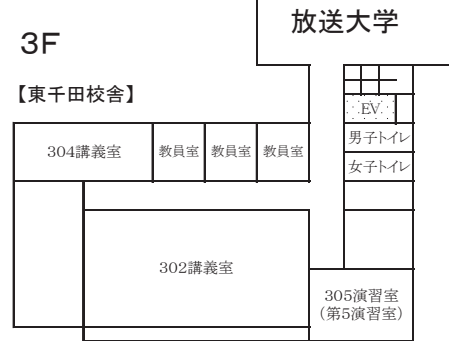 放送大学
3F
【東千田校舎】
EV
男子トイレ
304講義室
教員室
教員室
教員室
女子トイレ
302講義室
305演習室
（第5演習室）